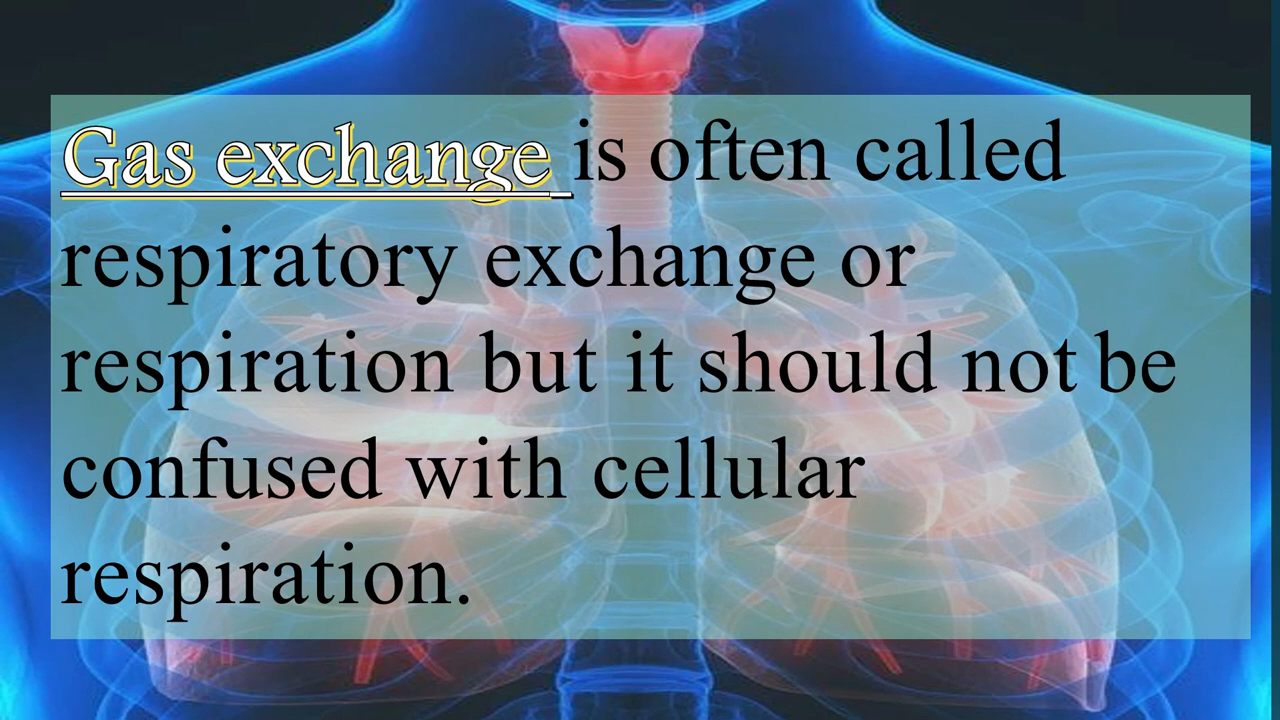 Gas exchange is often called
respiratory exchange or
respiration but it should not be
confused with cellular
respiration.